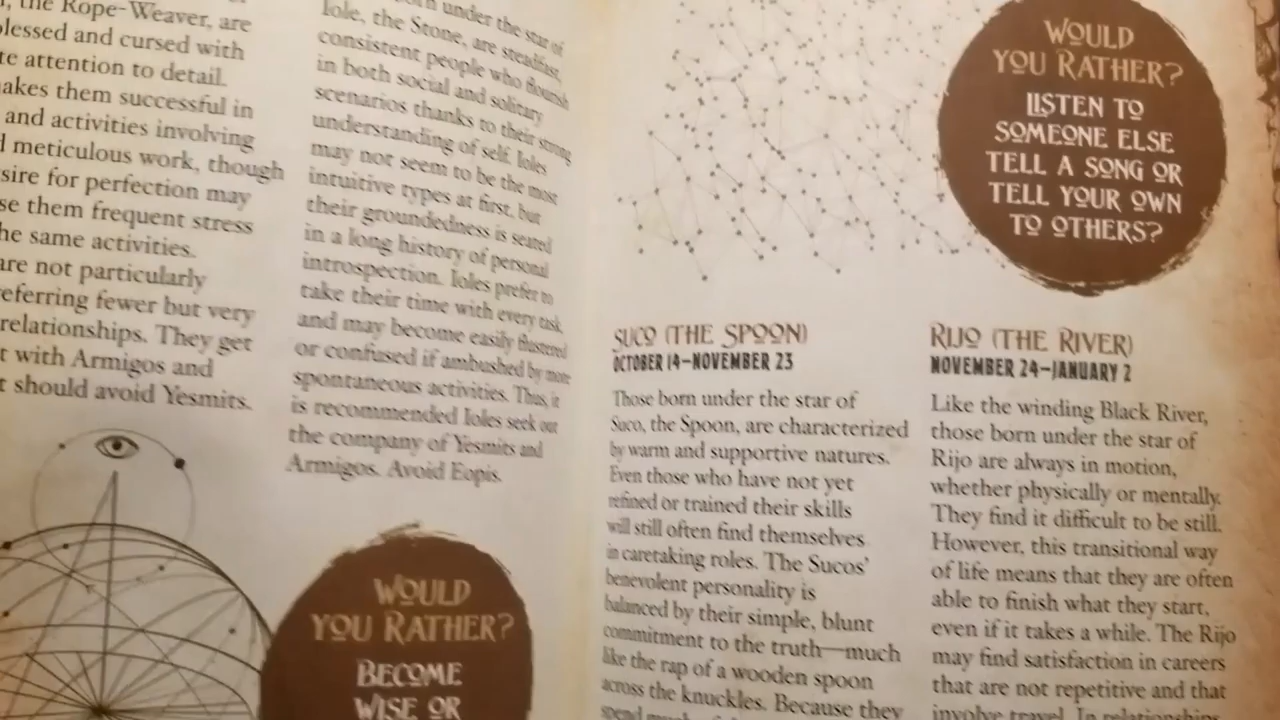 the Rope-Weaver, are
blessed and cursed with
attention to detail.
makes them successful in
and activities involving
meticulous work, though
desire for perfection may
them frequent stress
the same activities.
are not particularly
preferring fewer but very
relationships. They get
with Armigos and
should avoid Yesmits.
under the star of
Iole, the Stone, are steadfast,
consistent people who flourish
in both social and solitary
scenarios thanks to their strong
understanding of self. Ioles
may not seem to be the most
intuitive types at first, but
their groundedness is seated
in a long history of personal
introspection. Ioles prefer to
take their time with every task
and may become easily flustered
or confused if ambushed by more
spontaneous activities. Thus, it
is recommended Ioles seek out
the company of Yesmits and
Armigos. Avoid Eopis.
WOULD
YOU RATHER?
BECOME
WISE OR
WOULD
YOU RATHER?
LISTEN TO
SOMEONE ELSE
TELL A SONG OR
TELL YOUR OWN
TO OTHERS?
SUCO (THE SPOON)
OCTOBER 14–NOVEMBER 23
Those born under the star of
Suco, the Spoon, are characterized
by warm and supportive natures.
Even those who have not yet
refined or trained their skills
will still often find themselves
in caretaking roles. The Sucos'
benevolent personality is
balanced by their simple, blunt
commitment to the truth—much
like the rap of a wooden spoon
across the knuckles. Because they
spend much of
RIJO (THE RIVER)
NOVEMBER 24–JANUARY 2
Like the winding Black River,
those born under the star of
Rijo are always in motion,
whether physically or mentally.
They find it difficult to be still.
However, this transitional way
of life means that they are often
able to finish what they start,
even if it takes a while. The Rijo
may find satisfaction in careers
that are not repetitive and that
involve travel. In relationships